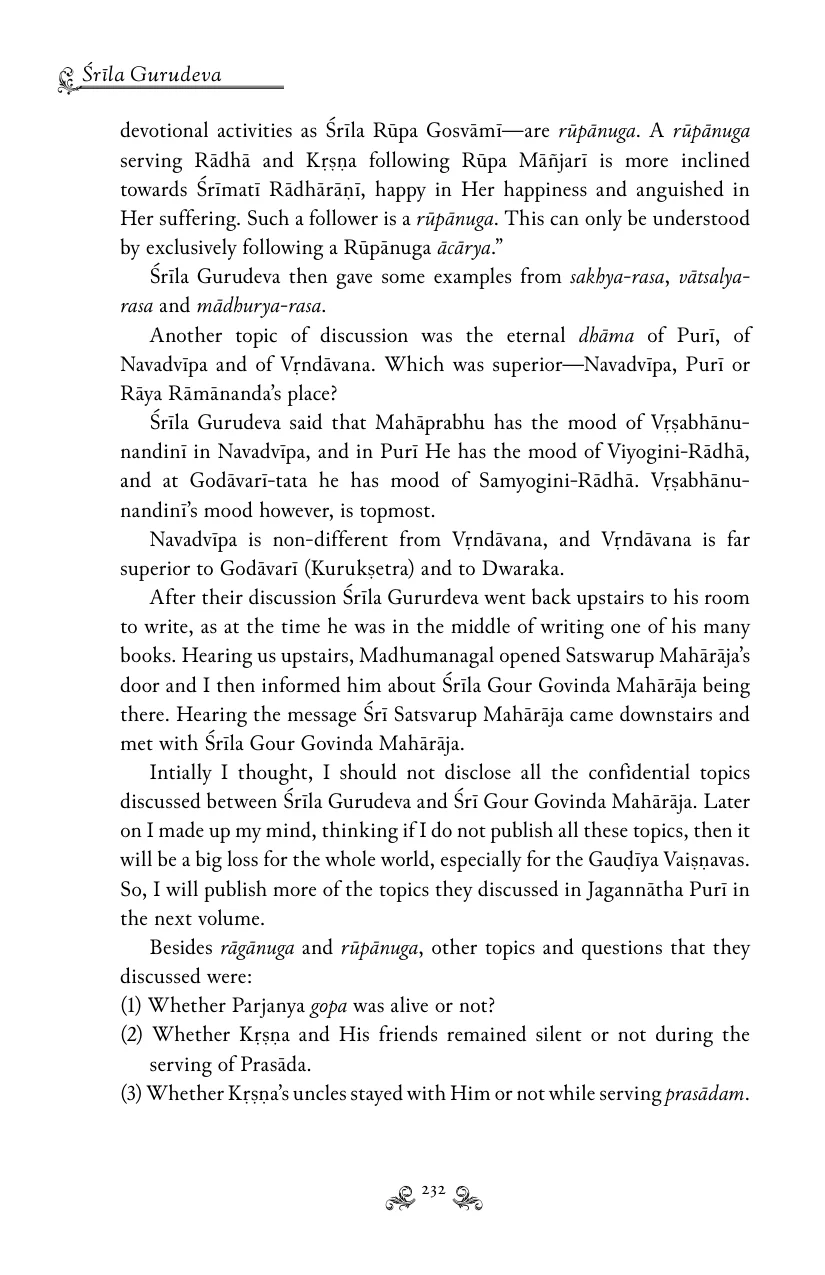 Śrīla Gurudeva
devotional activities as Śrīla Rūpa Gosvāmī—are rūpānuga. A rūpānuga
serving Rādhā and Kṛṣṇa following Rūpa Māñjarī is more inclined
towards Śrīmatī Rādhārāṇī, happy in Her happiness and anguished in
Her suffering. Such a follower is a rūpānuga. This can only be understood
by exclusively following a Rūpānuga ācārya.”
Śrīla Gurudeva then gave some examples from sakhya-rasa, vātsalya-
rasa and mādhurya-rasa.
Another topic of discussion was the eternal dhāma of Purī, of
Navadvīpa and of Vṛndāvana. Which was superior—Navadvīpa, Purī or
Rāya Rāmānanda’s place?
Śrīla Gurudeva said that Mahāprabhu has the mood of Vṛṣabhānu-
nandinī in Navadvīpa, and in Purī He has the mood of Viyogini-Rādhā,
and at Godāvarī-tata he has mood of Samyogini-Rādhā. Vṛṣabhānu-
nandinī’s mood however, is topmost.
Navadvīpa is non-different from Vṛndāvana, and Vṛndāvana is far
superior to Godāvarī (Kurukṣetra) and to Dwaraka.
After their discussion Śrīla Gururdeva went back upstairs to his room
to write, as at the time he was in the middle of writing one of his many
books. Hearing us upstairs, Madhumanagal opened Satswarup Mahārāja’s
door and I then informed him about Śrīla Gour Govinda Mahārāja being
there. Hearing the message Śrī Satsvarup Mahārāja came downstairs and
met with Śrīla Gour Govinda Mahārāja.
Intially I thought, I should not disclose all the confidential topics
discussed between Śrīla Gurudeva and Śrī Gour Govinda Mahārāja. Later
on I made up my mind, thinking if I do not publish all these topics, then it
will be a big loss for the whole world, especially for the Gauḍīya Vaiṣṇavas.
So, I will publish more of the topics they discussed in Jagannātha Purī in
the next volume.
Besides rāgānuga and rūpānuga, other topics and questions that they
discussed were:
(1) Whether Parjanya gopa was alive or not?
(2) Whether Kṛṣṇa and His friends remained silent or not during the
serving of Prasāda.
(3) Whether Kṛṣṇa’s uncles stayed with Him or not while serving prasādam.
232